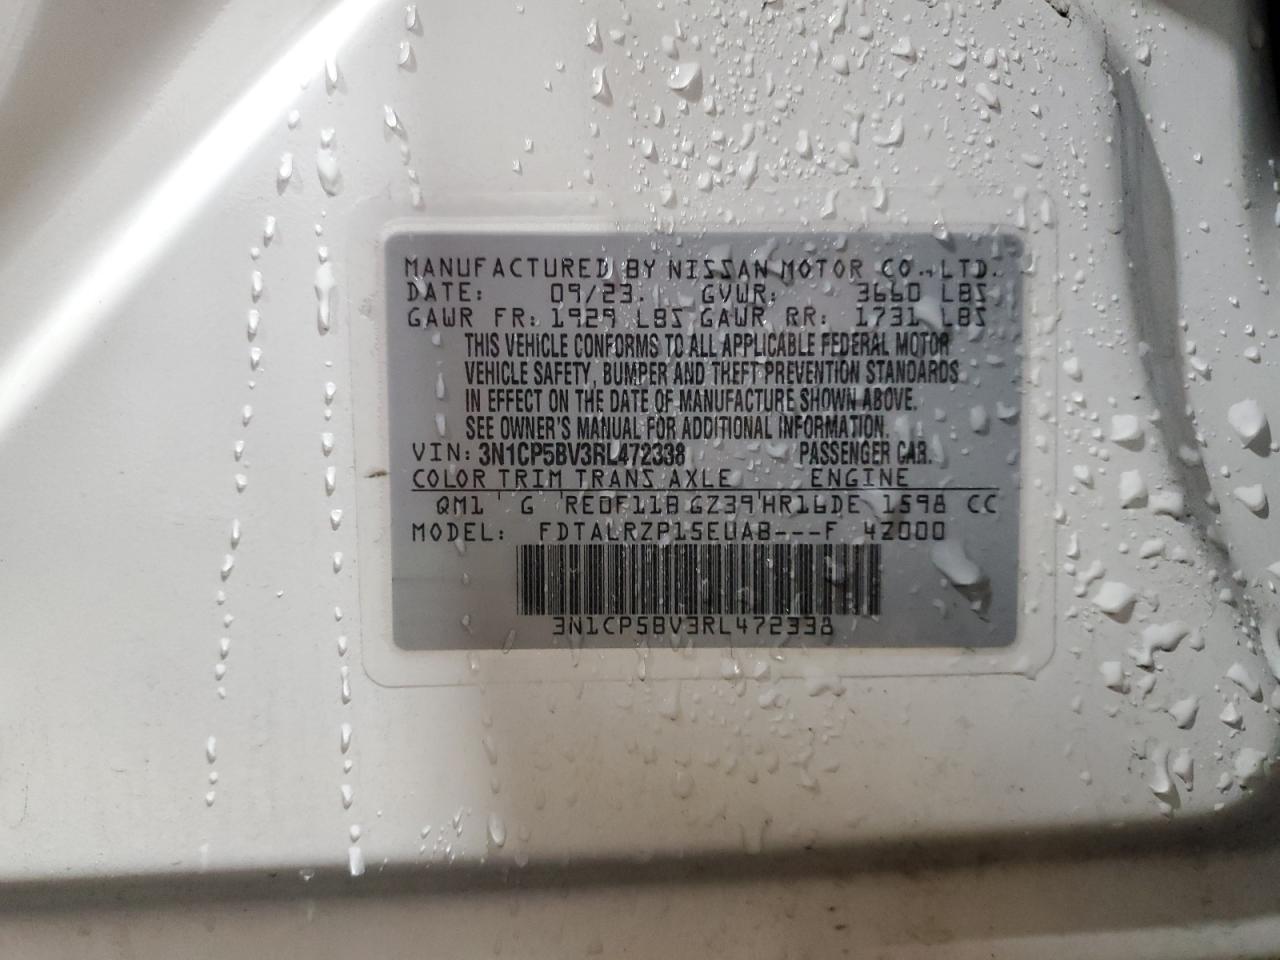 MANUFACTURED BY NISSAN MOTOR CO.,LTD.
DATE: 09/23 GVWR: 3660 LBS
GAWR FR: 1929 LBS GAWR RR: 1731 LBS
THIS VEHICLE CONFORMS TO ALL APPLICABLE FEDERAL MOTOR
VEHICLE SAFETY, BUMPER AND THEFT PREVENTION STANDARDS
IN EFFECT ON THE DATE OF MANUFACTURE SHOWN ABOVE.
SEE OWNER'S MANUAL FOR ADDITIONAL INFORMATION.
VIN: 3N1CP5BV3RL472338 PASSENGER CAR.
COLOR TRIM TRANS AXLE ENGINE
QM1 G RE0F11B GZ39 HR16DE 1598 CC
MODEL: FDTALRZP15EUAB---F 4Z000
3N1CP5BV3RL472338